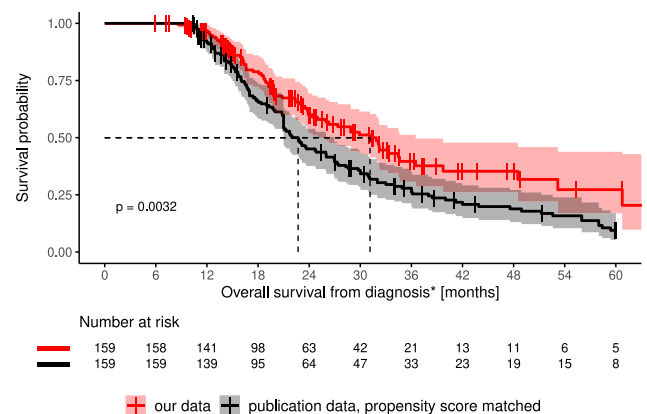 Survival probability
1.00
0.75
0.50
0.25
0.00
p = 0.0032
0 6 12 18 24 30 36 42 48 54 60
Overall survival from diagnosis* [months]
Number at risk
159 158 141 98 63 42 21 13 11 6 5
159 159 139 95 64 47 33 23 19 15 8
our data publication data, propensity score matched